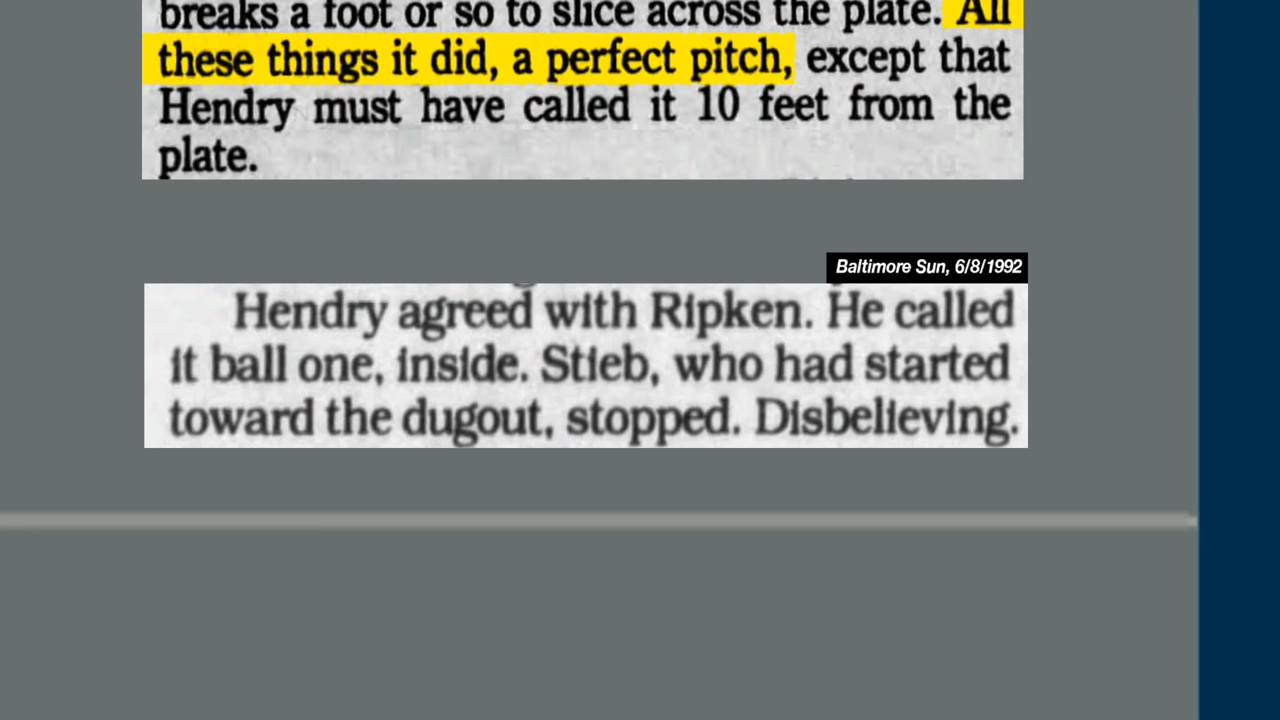 breaks a foot or so to slice across the plate. All
these things it did, a perfect pitch, except that
Hendry must have called it 10 feet from the
plate.
Baltimore Sun, 6/8/1992
Hendry agreed with Ripken. He called
it ball one, inside. Stieb, who had started
toward the dugout, stopped. Disbelieving.